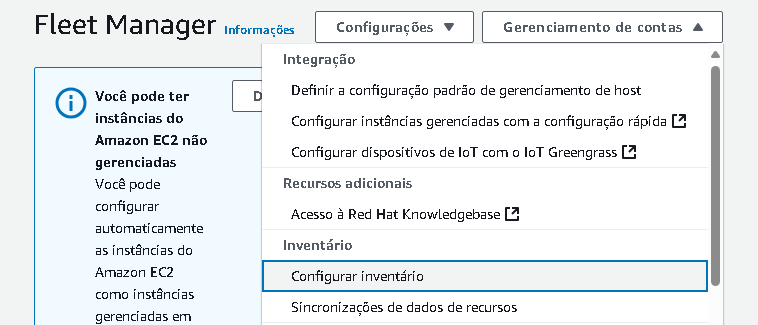 Fleet Manager Informações Configurações Gerenciamento de contas
Integração
Definir a configuração padrão de gerenciamento de host
Configurar instâncias gerenciadas com a configuração rápida
Configurar dispositivos de IoT com o IoT Greengrass
Recursos adicionais
Acesso à Red Hat Knowledgebase
Inventário
Configurar inventário
Sincronizações de dados de recursos
Você pode ter
instâncias do
Amazon EC2 não
gerenciadas
Você pode
configurar
automaticamente
as instâncias do
Amazon EC2
como instâncias
gerenciadas em